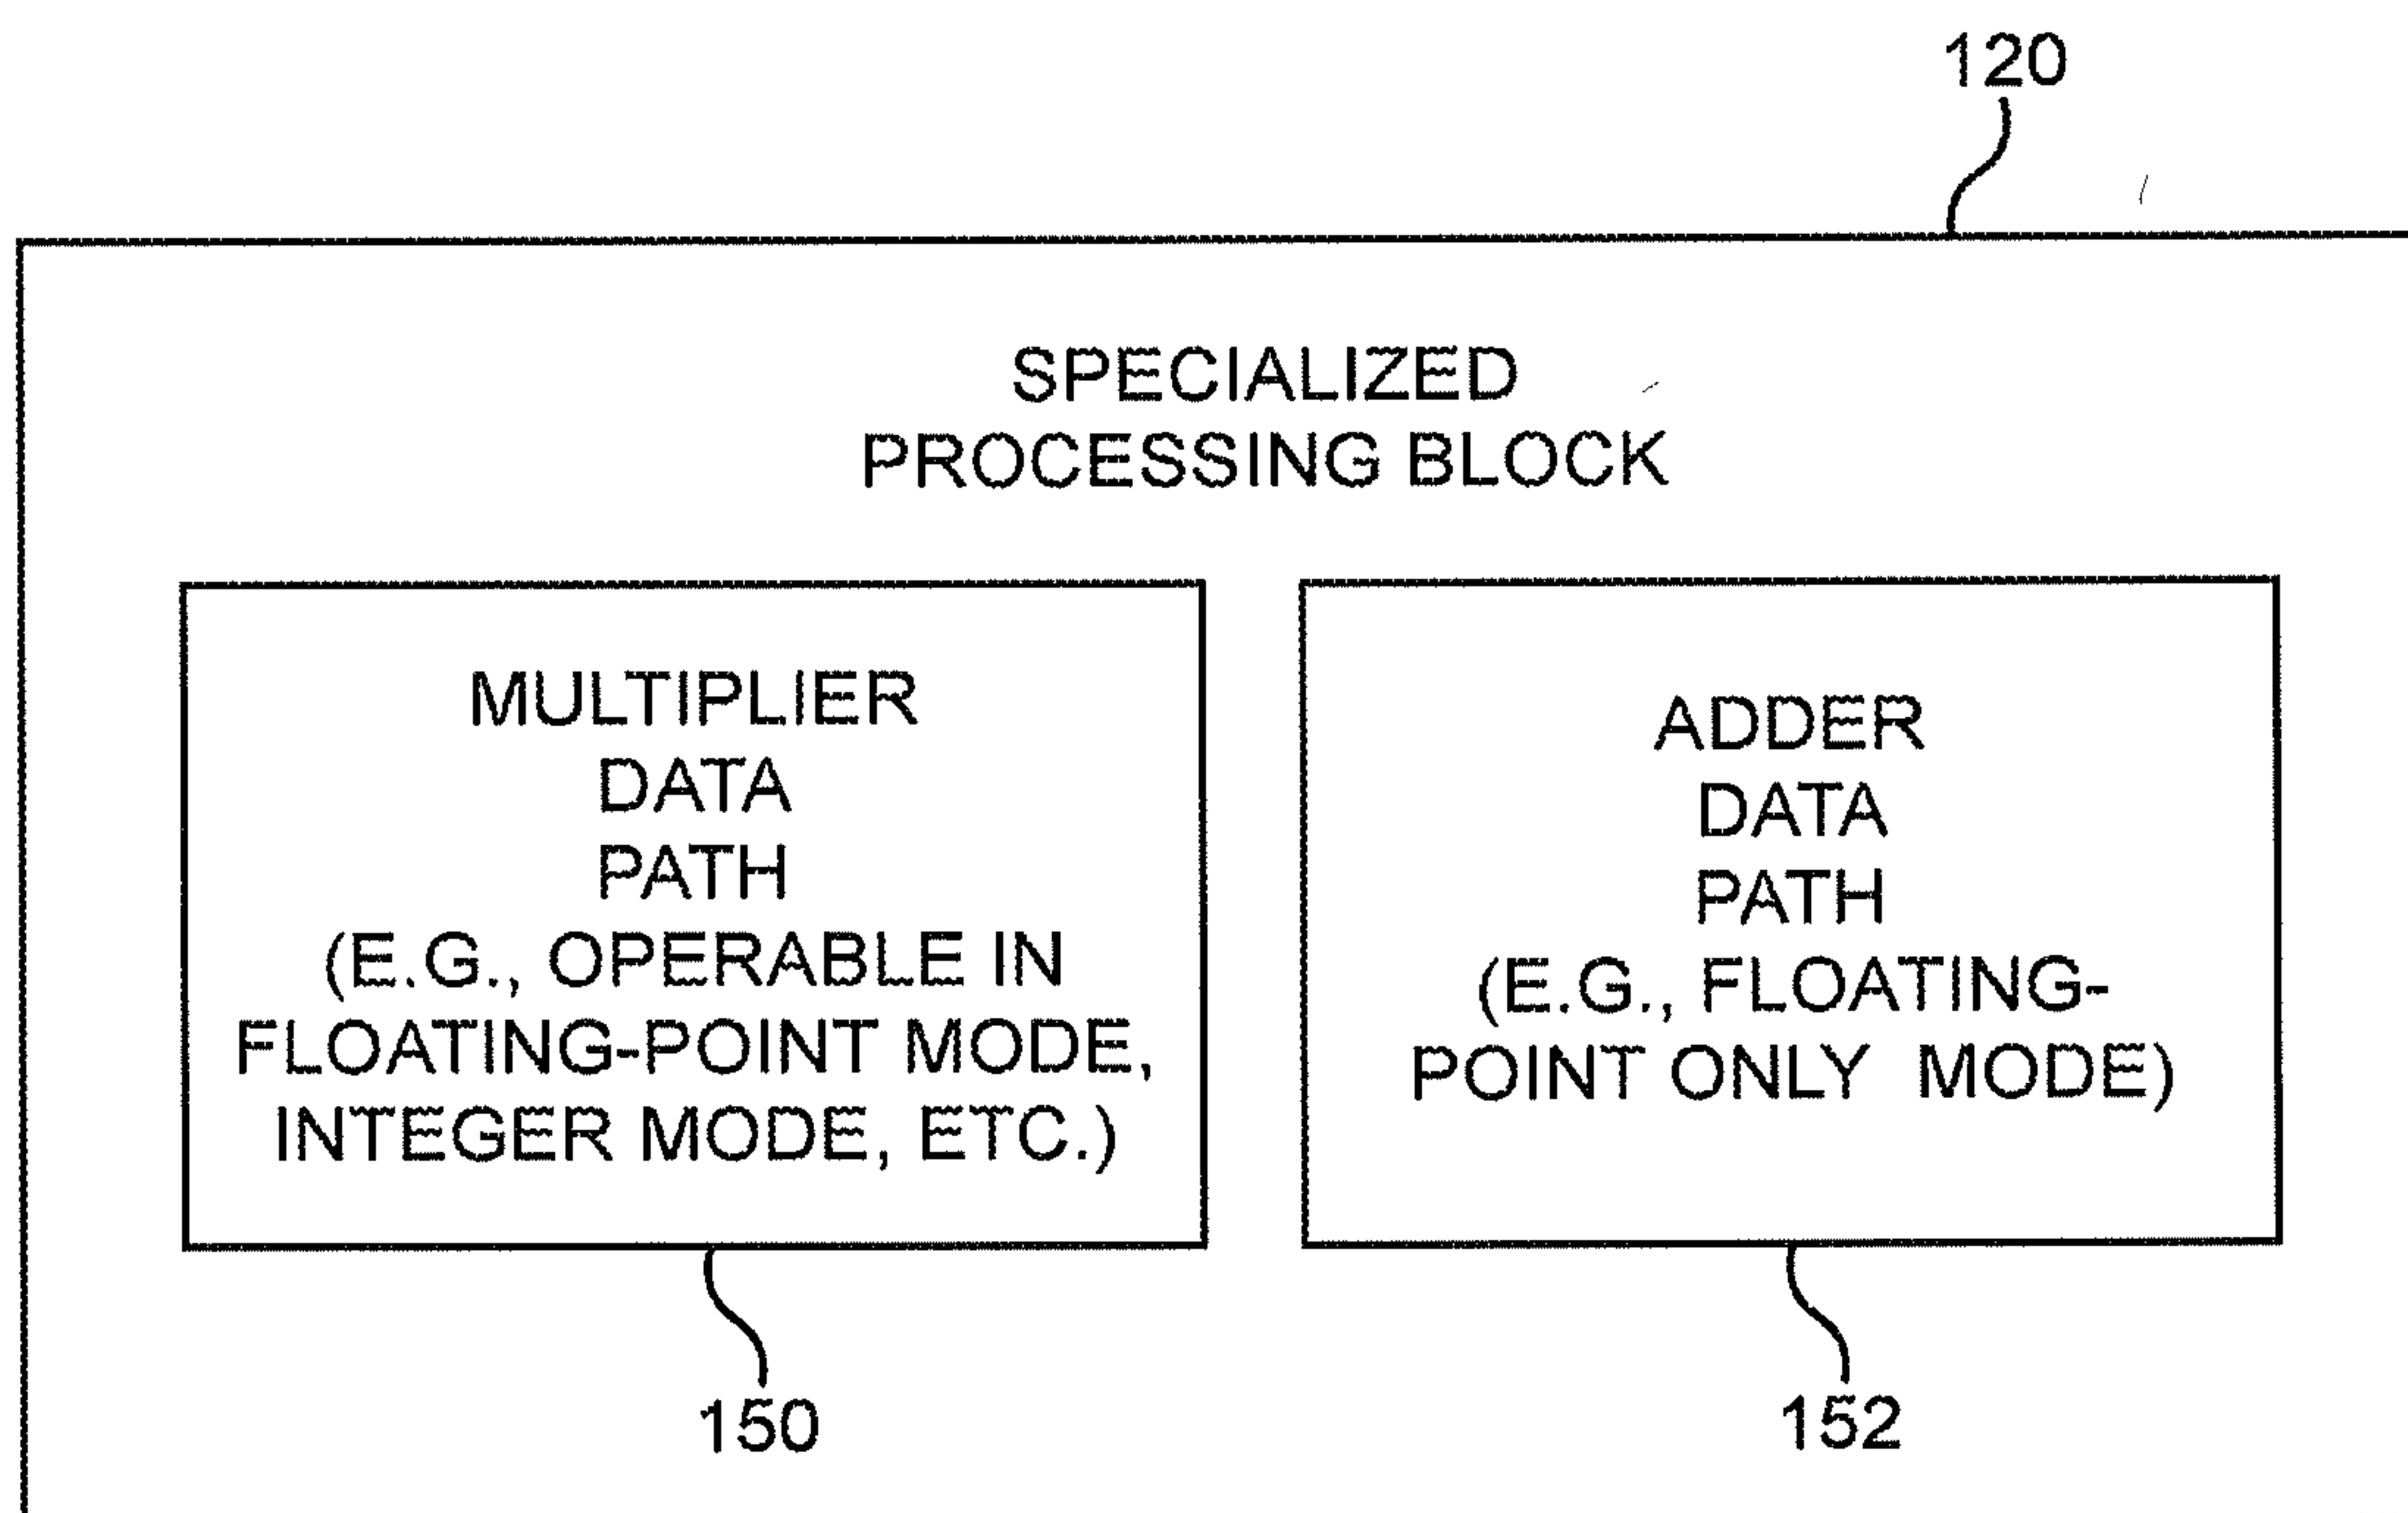 120
SPECIALIZED
PROCESSING BLOCK
MULTIPLIER
DATA
PATH
(E.G., OPERABLE IN
FLOATING-POINT MODE,
INTEGER MODE, ETC.)
ADDER
DATA
PATH
(E.G., FLOATING-
POINT ONLY MODE)
150
152